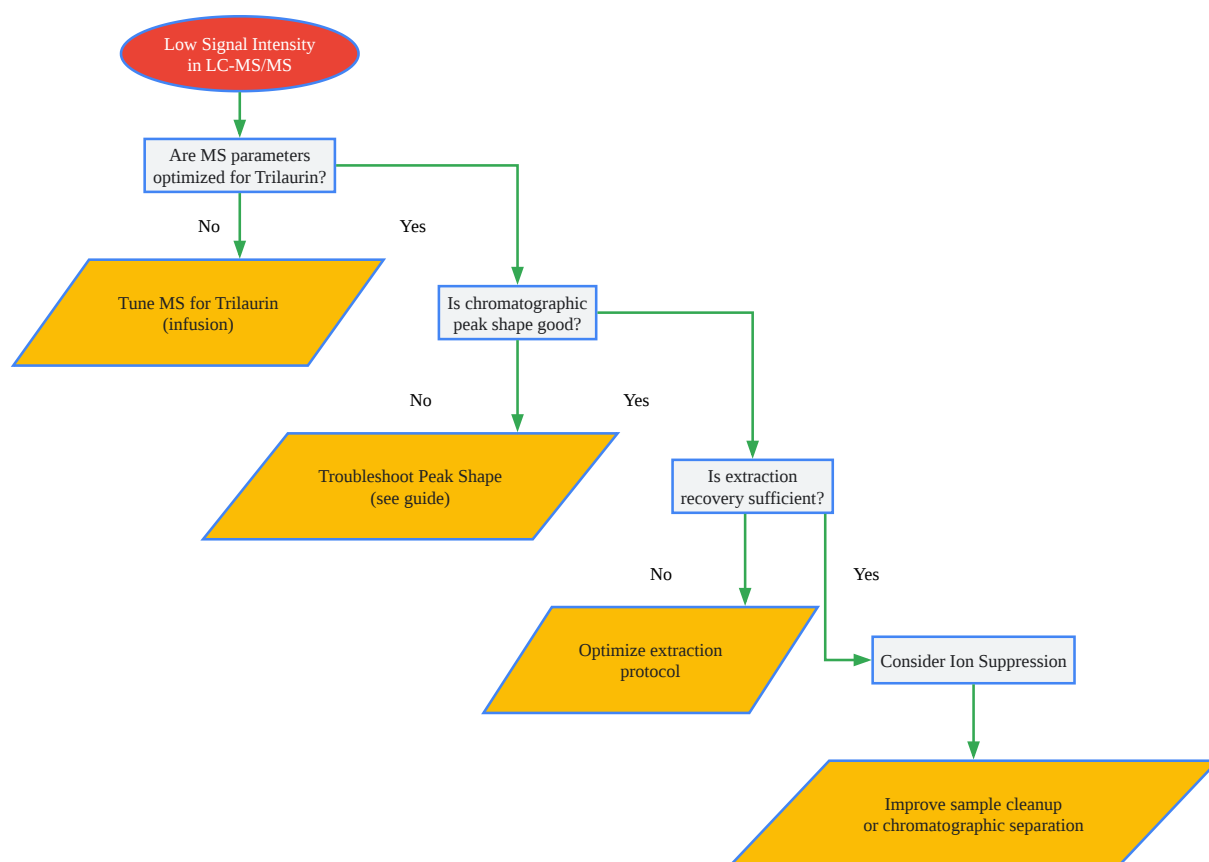 Low Signal Intensity
in LC-MS/MS
Are MS parameters
optimized for Trilaurin?
No
Yes
Tune MS for Trilaurin
(infusion)
Is chromatographic
peak shape good?
No
Yes
Troubleshoot Peak Shape
(see guide)
Is extraction
recovery sufficient?
No
Yes
Optimize extraction
protocol
Consider Ion Suppression
Improve sample cleanup
or chromatographic separation